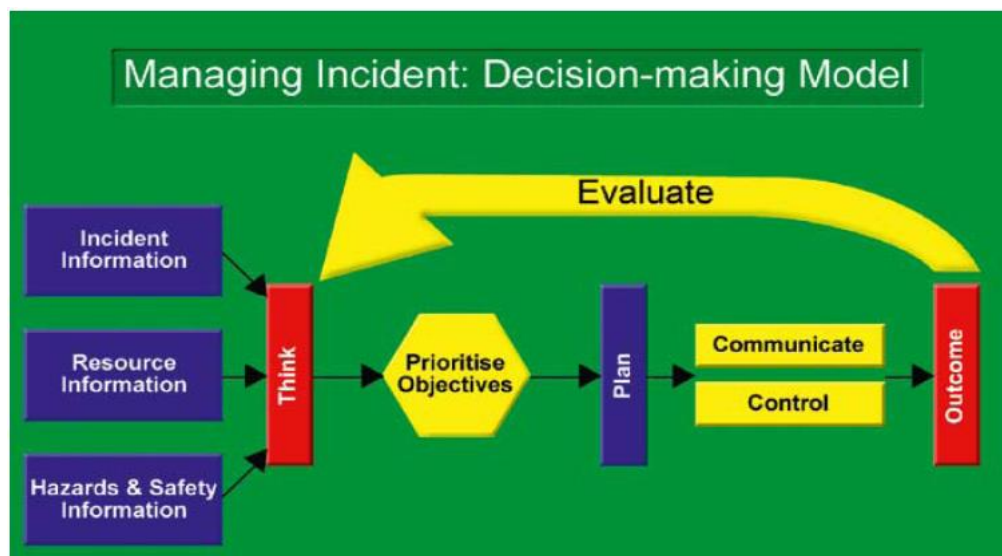 Managing Incident: Decision-making Model
Evaluate
Incident
Information
Resource
Information
Hazards & Safety
Information
Think
Prioritise
Objectives
Plan
Communicate
Control
Outcome